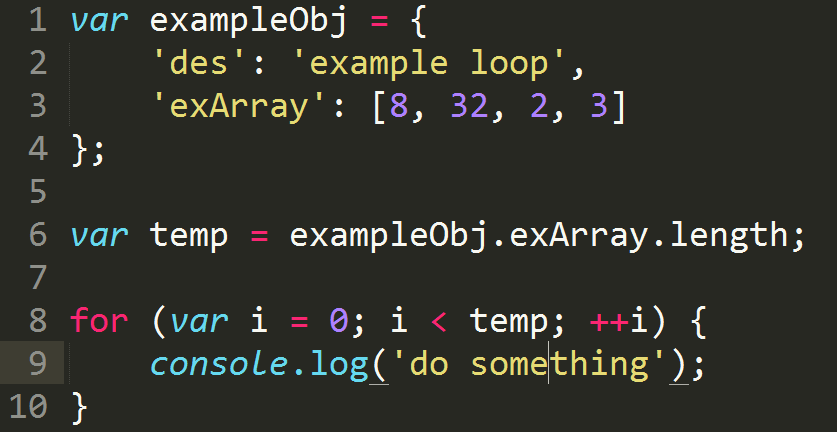 1 var exampleObj = {
2     'des': 'example loop',
3     'exArray': [8, 32, 2, 3]
4 };
5
6 var temp = exampleObj.exArray.length;
7
8 for (var i = 0; i < temp; ++i) {
9     console.log('do something');
10 }